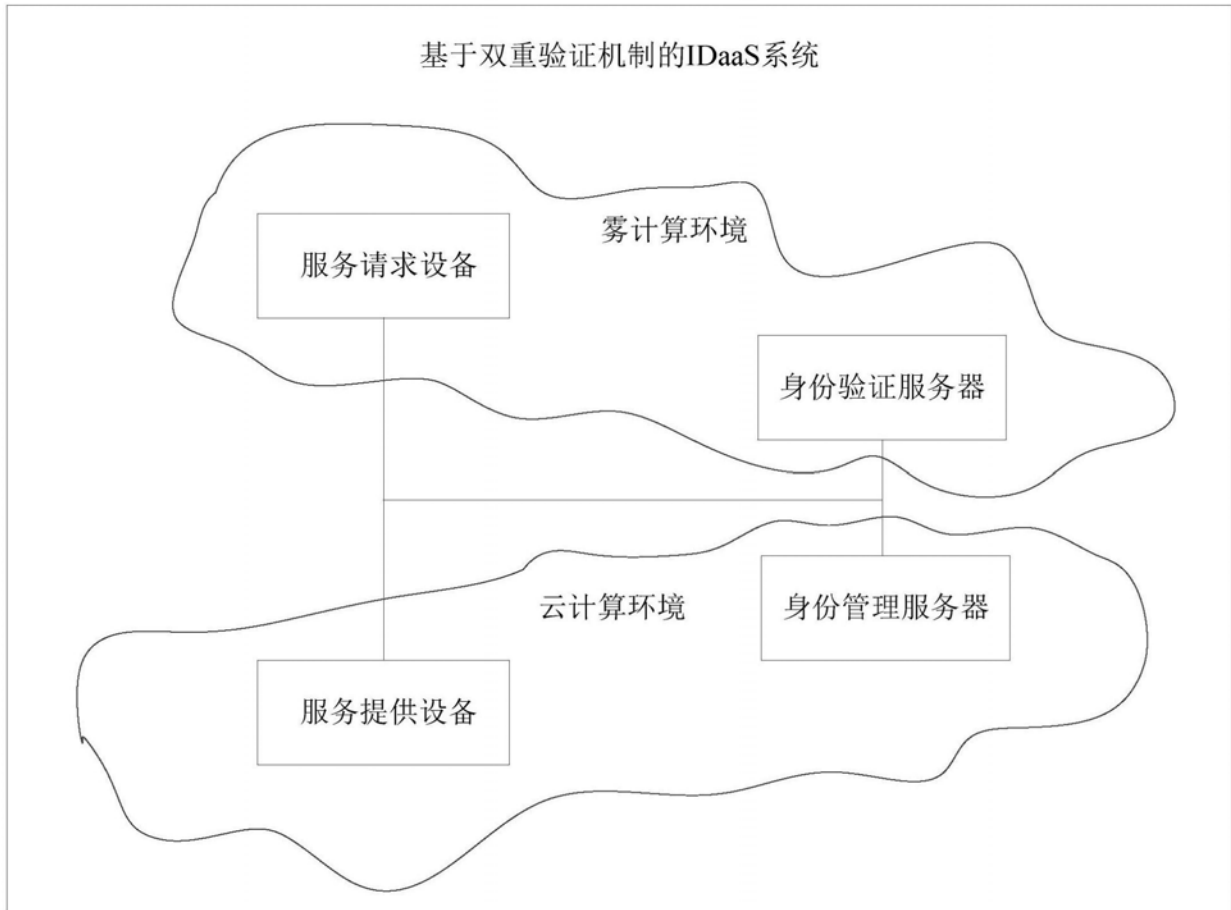 基于双重验证机制的IDaaS系统
雾计算环境
服务请求设备
身份验证服务器
云计算环境
身份管理服务器
服务提供设备